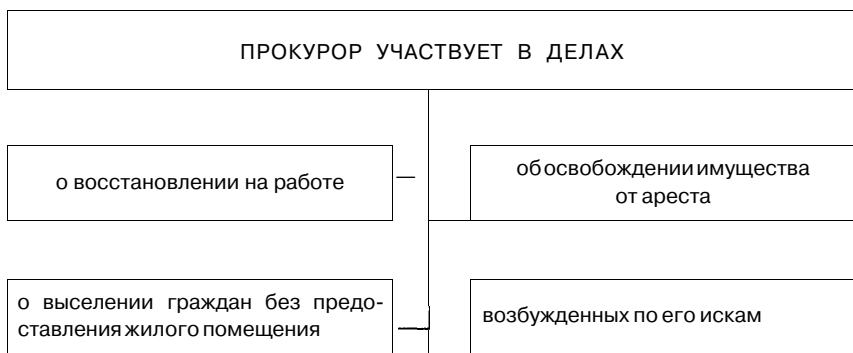 ПРОКУРОР УЧАСТВУЕТ В ДЕЛАХ
о восстановлении на работе
об освобождении имущества
от ареста
о выселении граждан без предо-
ставления жилого помещения
возбужденных по его искам